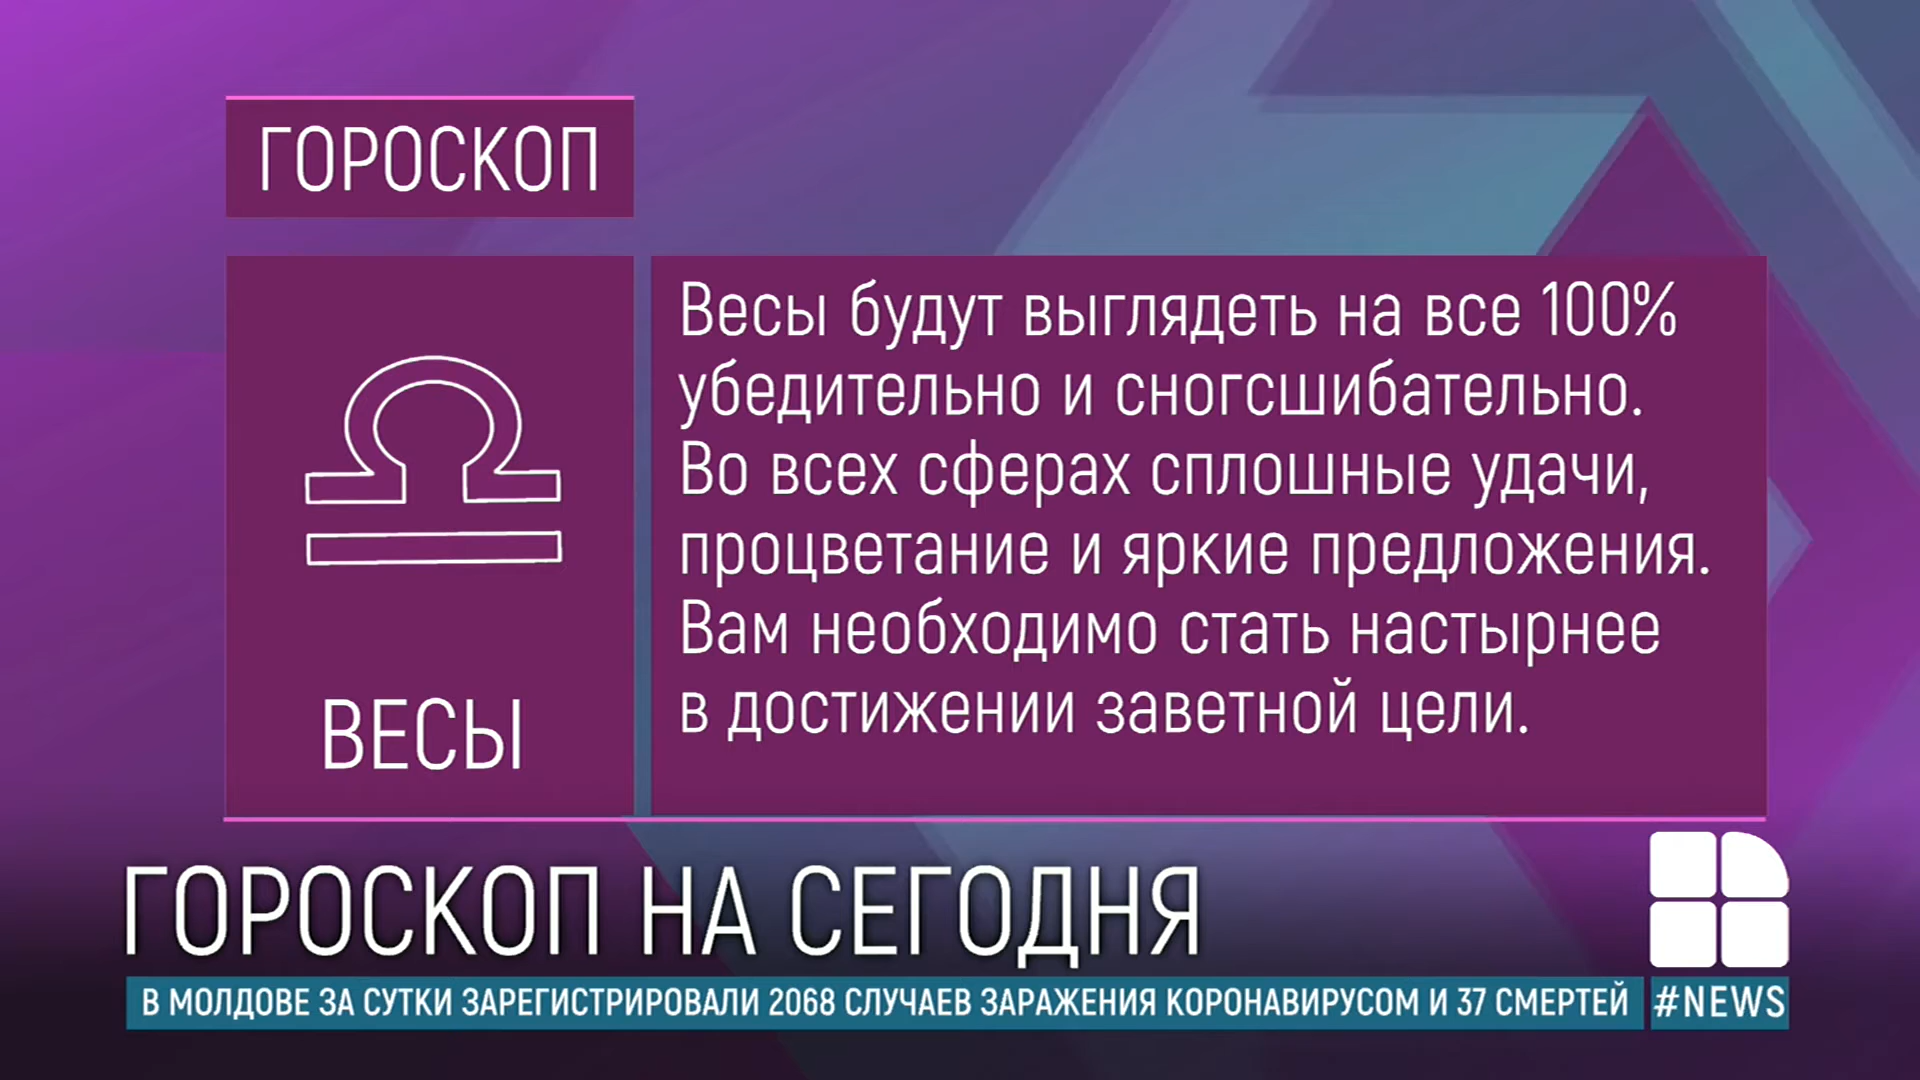 ГОРОСКОП
ВЕСЫ
Весы будут выглядеть на все 100%
убедительно и сногсшибательно.
Во всех сферах сплошные удачи,
процветание и яркие предложения.
Вам необходимо стать настырнее
в достижении заветной цели.
ГОРОСКОП НА СЕГОДНЯ
В МОЛДОВЕ ЗА СУТКИ ЗАРЕГИСТРИРОВАЛИ 2068 СЛУЧАЕВ ЗАРАЖЕНИЯ КОРОНАВИРУСОМ И 37 СМЕРТЕЙ
#NEWS